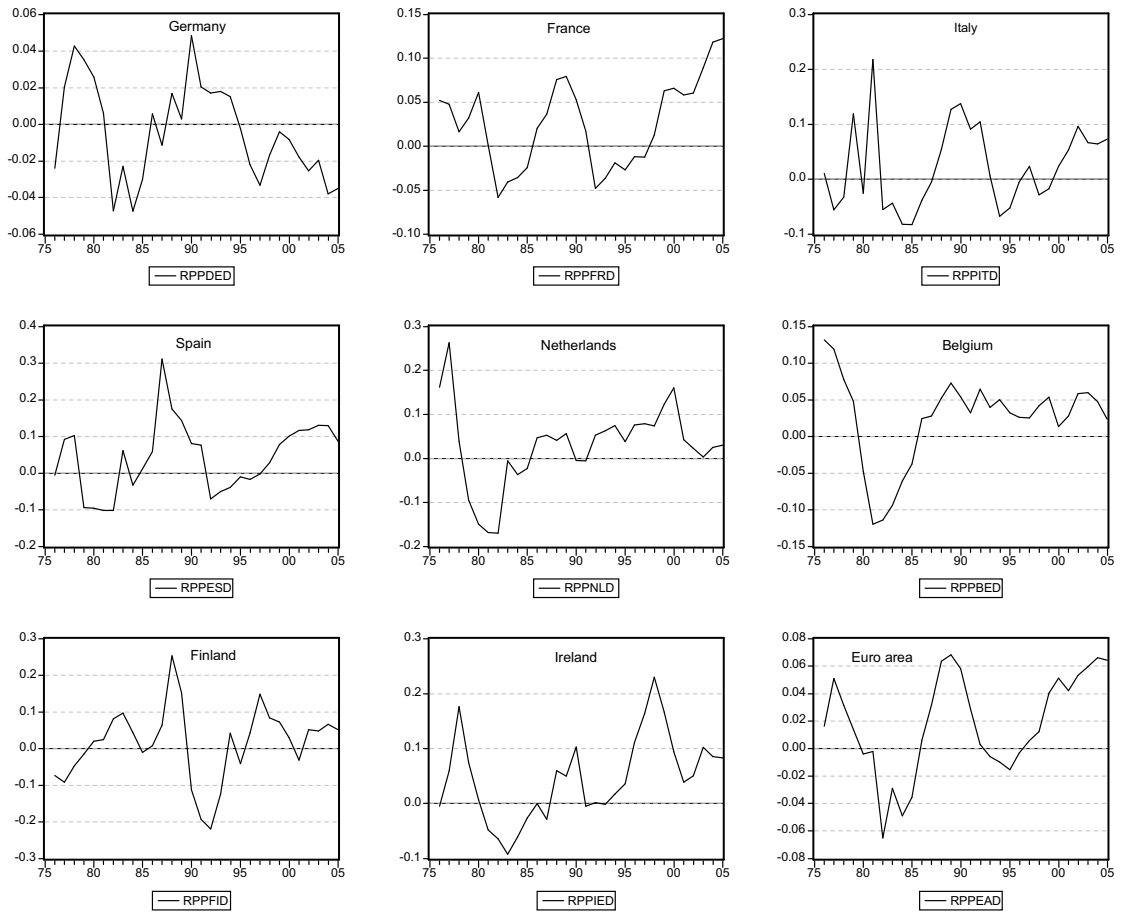 Germany
0.06
0.04
0.02
0.00
-0.02
-0.04
-0.06
75 80 85 90 95 00 05
RPPDED
France
0.15
0.10
0.05
0.00
-0.05
-0.10
75 80 85 90 95 00 05
RPPFRD
Italy
0.3
0.2
0.1
0.0
-0.1
75 80 85 90 95 00 05
RPPITD
Spain
0.4
0.3
0.2
0.1
0.0
-0.1
-0.2
75 80 85 90 95 00 05
RPPESD
Netherlands
0.3
0.2
0.1
0.0
-0.1
-0.2
75 80 85 90 95 00 05
RPPNLD
Belgium
0.15
0.10
0.05
0.00
-0.05
-0.10
-0.15
75 80 85 90 95 00 05
RPPBED
Finland
0.3
0.2
0.1
0.0
-0.1
-0.2
-0.3
75 80 85 90 95 00 05
RPPFID
Ireland
0.3
0.2
0.1
0.0
-0.1
75 80 85 90 95 00 05
RPPIED
Euro area
0.08
0.06
0.04
0.02
0.00
-0.02
-0.04
-0.06
-0.08
75 80 85 90 95 00 05
RPPEAD